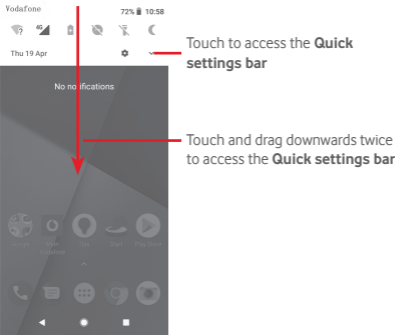 Vodafone 72% 10:58
4G
Thu 19 Apr
No notifications
Play Store
Touch to access the Quick
settings bar
Touch and drag downwards twice
to access the Quick settings bar